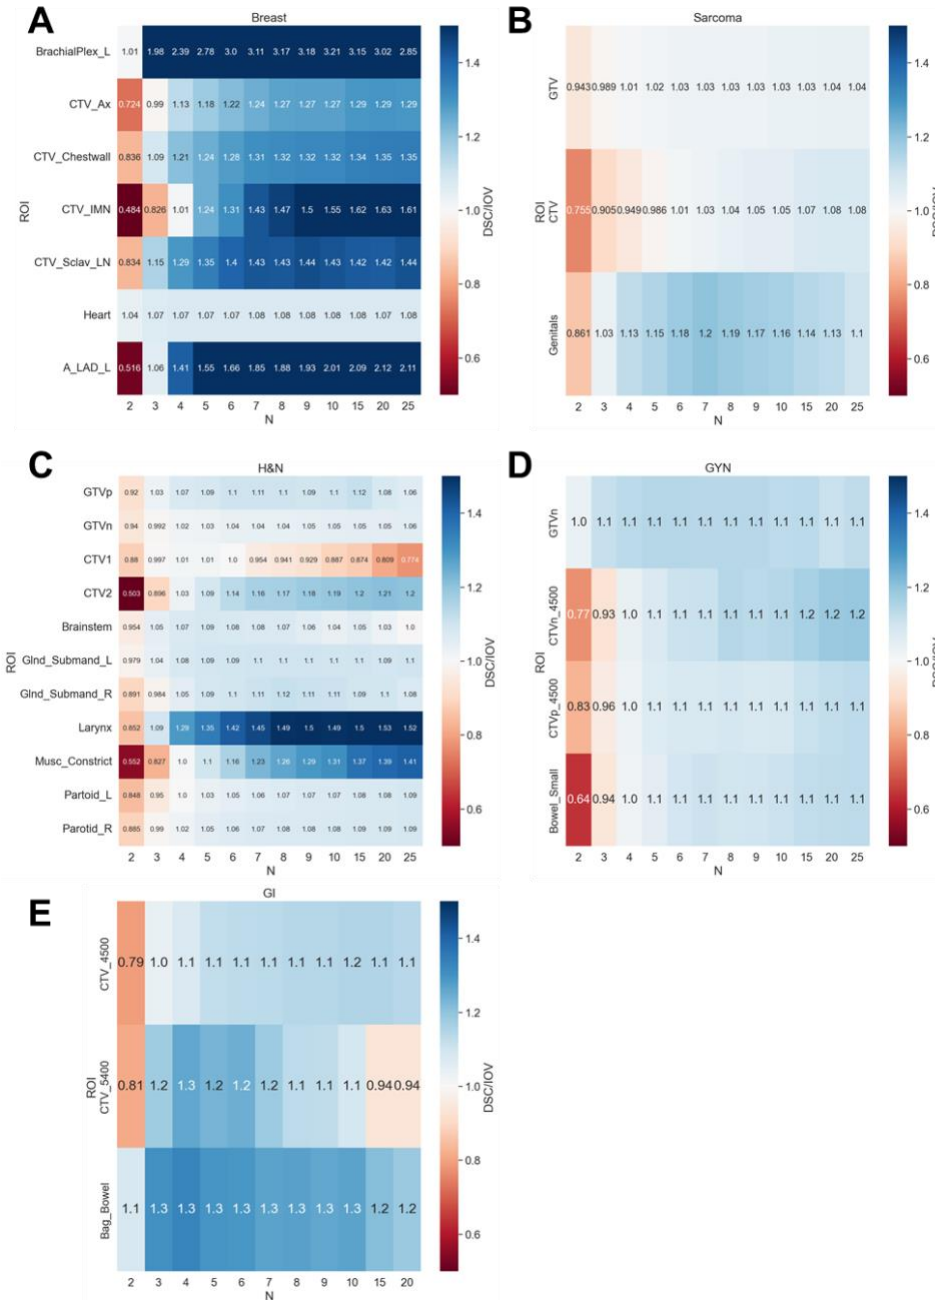 A
Breast
BrachialPlex_L 1.01 1.98 2.39 2.78 3.0 3.11 3.17 3.18 3.21 3.15 3.02 2.85
CTV_Ax 0.724 0.99 1.13 1.18 1.22 1.24 1.27 1.27 1.27 1.29 1.29 1.29
CTV_Chestwall 0.836 1.09 1.21 1.24 1.28 1.31 1.32 1.32 1.32 1.34 1.35 1.35
CTV_IMN 0.484 0.826 1.01 1.24 1.31 1.43 1.47 1.5 1.55 1.62 1.63 1.61
CTV_Sclav_LN 0.834 1.15 1.29 1.35 1.4 1.43 1.43 1.44 1.43 1.42 1.42 1.44
Heart 1.04 1.07 1.07 1.07 1.07 1.08 1.08 1.08 1.08 1.08 1.07 1.08
A_LAD_L 0.516 1.06 1.41 1.55 1.66 1.85 1.88 1.93 2.01 2.09 2.12 2.11
2 3 4 5 6 7 8 9 10 15 20 25
N
ROI
1.4
1.2
1.0
0.8
0.6
DSC/IOV
B
Sarcoma
GTV 0.943 0.989 1.01 1.02 1.03 1.03 1.03 1.03 1.03 1.03 1.04 1.04
CTV 0.755 0.905 0.949 0.986 1.01 1.03 1.04 1.05 1.05 1.07 1.08 1.08
Genitals 0.861 1.03 1.13 1.15 1.18 1.2 1.19 1.17 1.16 1.14 1.13 1.1
2 3 4 5 6 7 8 9 10 15 20 25
N
ROI
1.4
1.2
1.0
0.8
0.6
C
H&N
GTVp 0.92 1.03 1.07 1.09 1.1 1.11 1.1 1.09 1.1 1.12 1.08 1.06
GTVn 0.94 0.992 1.02 1.03 1.04 1.04 1.04 1.05 1.05 1.05 1.05 1.06
CTV1 0.88 0.997 1.01 1.01 1.0 0.954 0.941 0.929 0.887 0.874 0.809 0.774
CTV2 0.503 0.896 1.03 1.09 1.14 1.16 1.17 1.18 1.19 1.2 1.21 1.2
Brainstem 0.954 1.05 1.07 1.09 1.08 1.08 1.07 1.06 1.04 1.05 1.03 1.0
Glnd_Submand_L 0.979 1.04 1.08 1.09 1.09 1.1 1.1 1.1 1.1 1.1 1.09 1.1
Glnd_Submand_R 0.891 0.984 1.05 1.09 1.1 1.11 1.12 1.11 1.11 1.09 1.1 1.08
Larynx 0.852 1.09 1.29 1.35 1.42 1.45 1.49 1.5 1.49 1.5 1.53 1.52
Musc_Constrict 0.552 0.827 1.0 1.1 1.16 1.23 1.26 1.29 1.31 1.37 1.39 1.41
Partoid_L 0.848 0.95 1.0 1.03 1.05 1.06 1.07 1.07 1.07 1.08 1.08 1.09
Parotid_R 0.885 0.99 1.02 1.05 1.06 1.07 1.08 1.08 1.08 1.09 1.09 1.09
2 3 4 5 6 7 8 9 10 15 20 25
N
ROI
1.4
1.2
1.0
0.8
0.6
DSC/IOV
D
GYN
GTVn 1.0 1.1 1.1 1.1 1.1 1.1 1.1 1.1 1.1 1.1 1.1 1.1
CTVn_4500 0.77 0.93 1.0 1.1 1.1 1.1 1.1 1.1 1.1 1.2 1.2 1.2
CTVp_4500 0.83 0.96 1.0 1.1 1.1 1.1 1.1 1.1 1.1 1.1 1.1 1.1
Bowel_Small 0.64 0.94 1.0 1.1 1.1 1.1 1.1 1.1 1.1 1.1 1.1 1.1
2 3 4 5 6 7 8 9 10 15 20 25
N
ROI
1.4
1.2
1.0
0.8
0.6
E
GI
CTV_4500 0.79 1.0 1.1 1.1 1.1 1.1 1.1 1.1 1.2 1.1 1.1
CTV_5400 0.81 1.2 1.3 1.2 1.2 1.2 1.1 1.1 1.1 0.94 0.94
Bag_Bowel 1.1 1.3 1.3 1.3 1.3 1.3 1.3 1.3 1.3 1.2 1.2
2 3 4 5 6 7 8 9 10 15 20
N
ROI
1.4
1.2
1.0
0.8
0.6
DSC/IOV